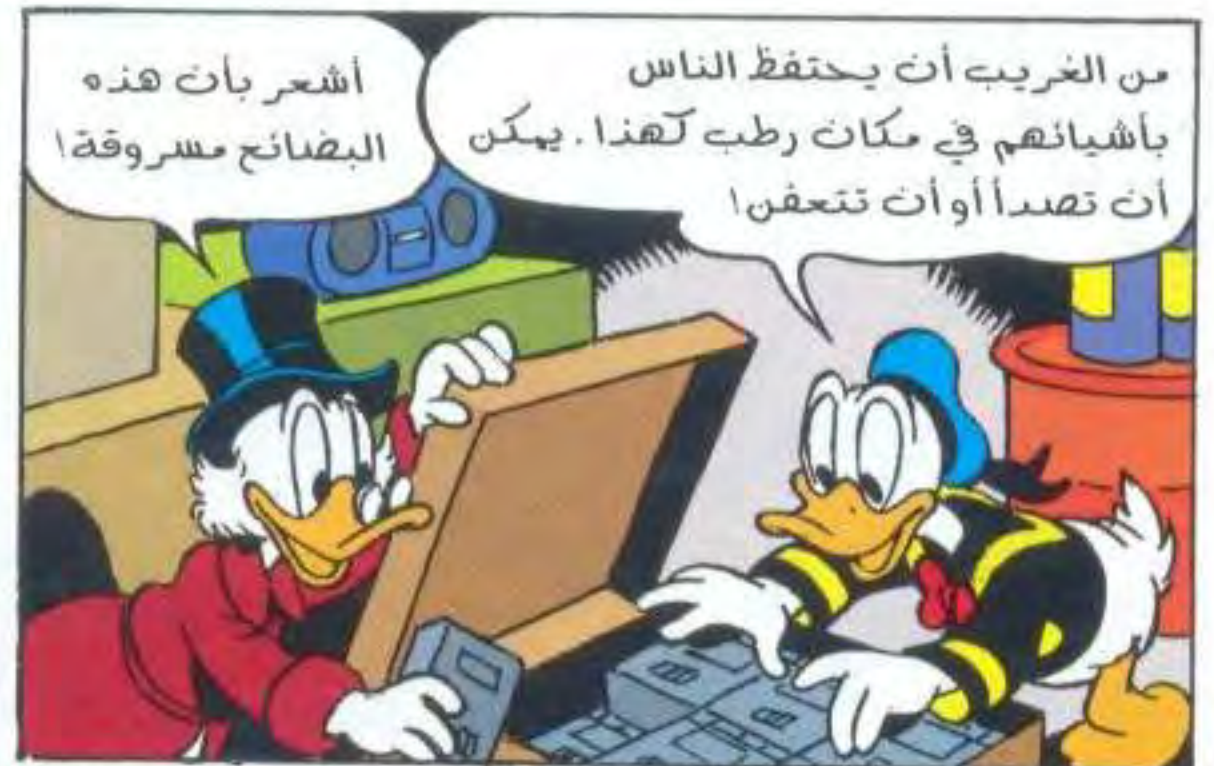 من الغريب أن يحتفظ الناس
بأشيائهم في مكان رطب كهذا. يمكن
أن تصدأ أو أن تتعفن!
أشعر بأن هذه
البضائع مسروقة!